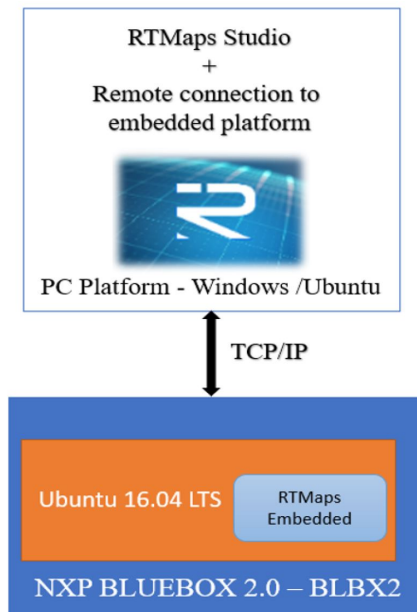 RTMaps Studio
+
Remote connection to
embedded platform
PC Platform - Windows /Ubuntu
TCP/IP
Ubuntu 16.04 LTS
RTMaps
Embedded
NXP BLUEBOX 2.0 – BLBX2